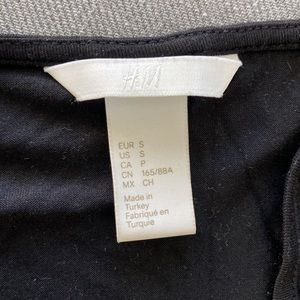 H&M
EUR S
US S
CA P
CN 165/88A
MX CH
Made in
Turkey
Fabriqué en
Turquie